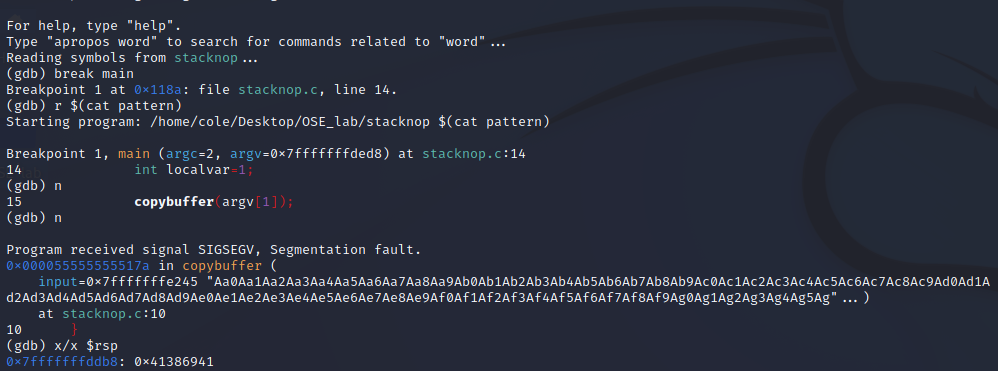 For help, type "help".
Type "apropos word" to search for commands related to "word"...
Reading symbols from stacknop...
(gdb) break main
Breakpoint 1 at 0×118a: file stacknop.c, line 14.
(gdb) r $(cat pattern)
Starting program: /home/cole/Desktop/OSE_lab/stacknop $(cat pattern)
Breakpoint 1, main (argc=2, argv=0×7fffffffded8) at stacknop.c:14
14 int localvar=1;
(gdb) n
15 copybuffer(argv[1]);
(gdb) n
Program received signal SIGSEGV, Segmentation fault.
0×000055555555517a in copybuffer (
input=0×7fffffffe245 "Aa0Aa1Aa2Aa3Aa4Aa5Aa6Aa7Aa8Aa9Ab0Ab1Ab2Ab3Ab4Ab5Ab6Ab7Ab8Ab9Ac0Ac1Ac2Ac3Ac4Ac5Ac6Ac7Ac8Ac9Ad0Ad1A
d2Ad3Ad4Ad5Ad6Ad7Ad8Ad9Ae0Ae1Ae2Ae3Ae4Ae5Ae6Ae7Ae8Ae9Af0Af1Af2Af3Af4Af5Af6Af7Af8Af9Ag0Ag1Ag2Ag3Ag4Ag5Ag"...)
at stacknop.c:10
10 }
(gdb) x/x $rsp
0×7fffffffddb8: 0×41386941